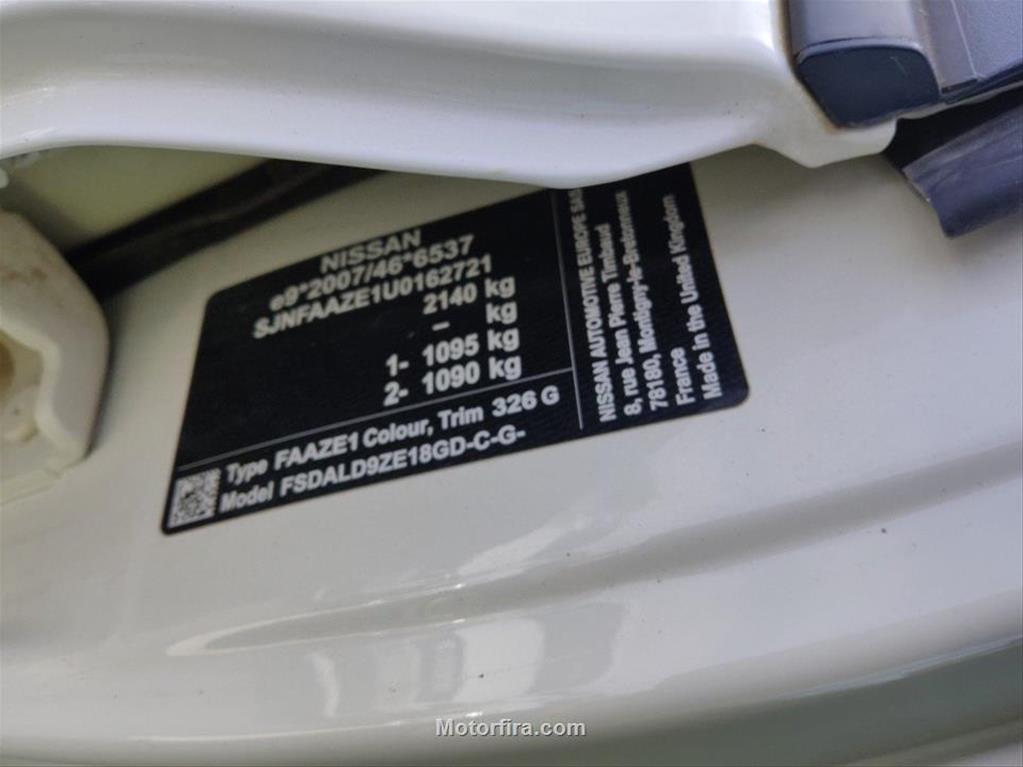 NISSAN
e9*2007/46*6537
SJNFAAZE1U0162721
2140 kg
– kg
1- 1095 kg
2- 1090 kg
Type FAAZE1 Colour, Trim 326 G
Model FSDALD9ZE18GD-C-G-
NISSAN AUTOMOTIVE EUROPE SAS
8, rue Jean Pierre Timbaud
78180, Montigny-le-Bretonneux
France
Made in the United Kingdom
Motorfira.com